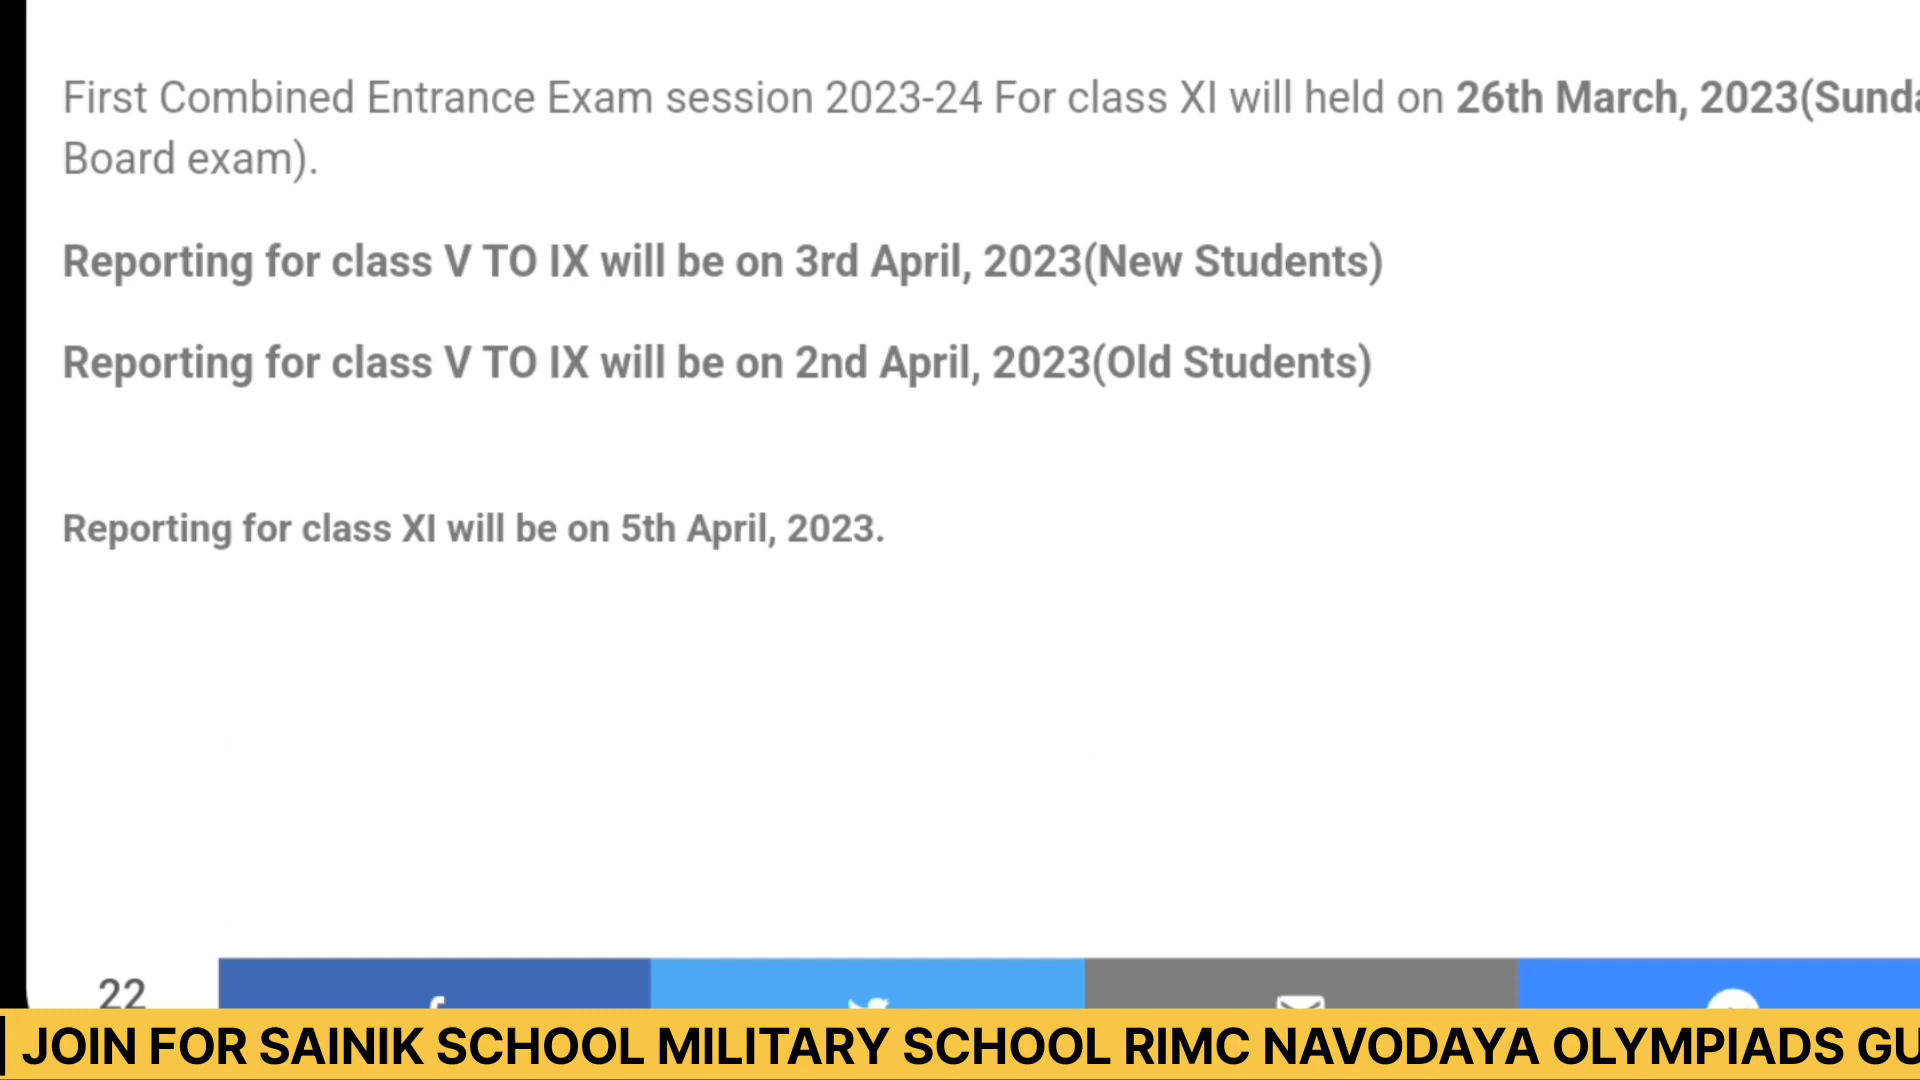 First Combined Entrance Exam session 2023-24 For class XI will held on 26th March, 2023(Sunda
Board exam).
Reporting for class V TO IX will be on 3rd April, 2023(New Students)
Reporting for class V TO IX will be on 2nd April, 2023(Old Students)
Reporting for class XI will be on 5th April, 2023.
22
JOIN FOR SAINIK SCHOOL MILITARY SCHOOL RIMC NAVODAYA OLYMPIADS GU